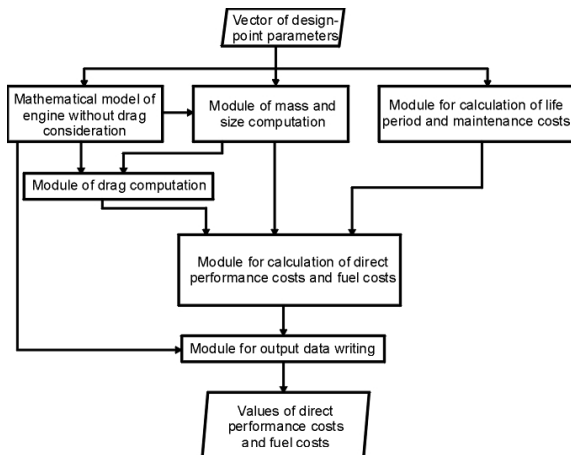 Vector of design-
point parameters
Mathematical model of
engine without drag
consideration
Module of mass and
size computation
Module for calculation of life
period and maintenance costs
Module of drag computation
Module for calculation of direct
performance costs and fuel costs
Module for output data writing
Values of direct
performance costs
and fuel costs